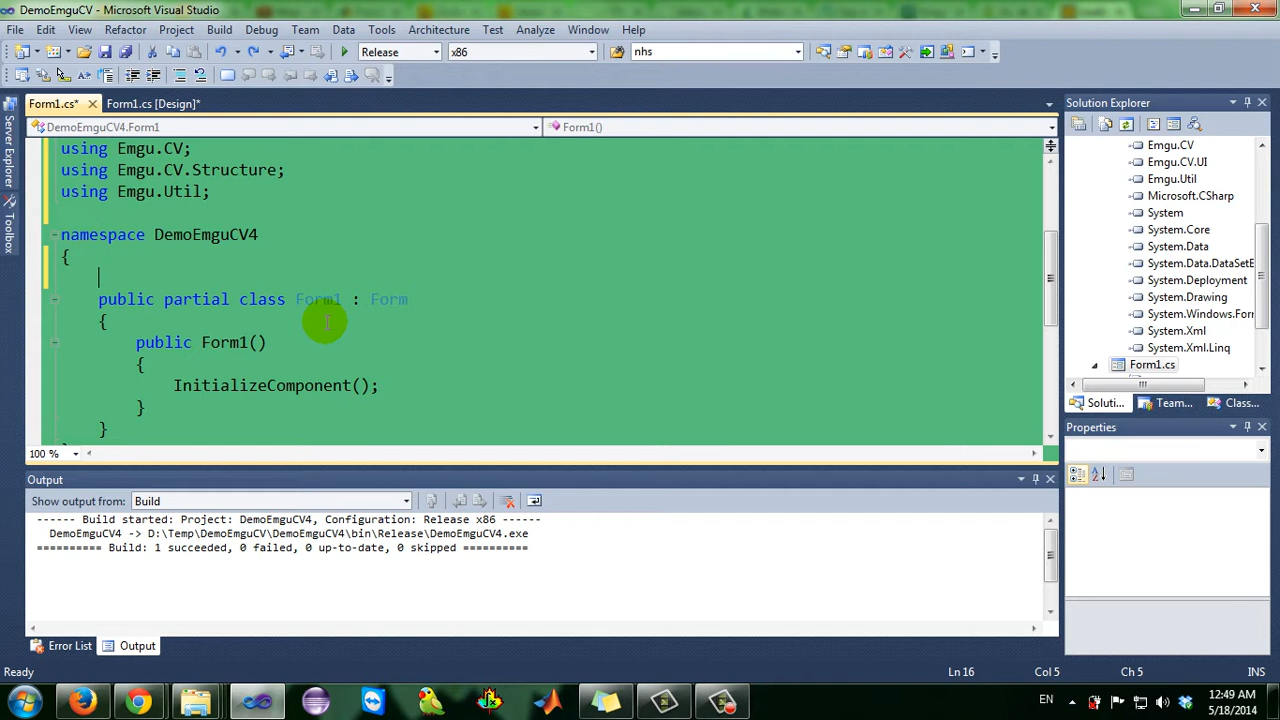 DemoEmguCV - Microsoft Visual Studio
File Edit View Refactor Project Build Debug Team Data Tools Architecture Test Analyze Window Help
Release x86 nhs
Form1.cs* Form1.cs [Design]*
DemoEmguCV4.Form1 Form1()
using Emgu.CV;
using Emgu.CV.Structure;
using Emgu.Util;
namespace DemoEmguCV4
{
public partial class Form1 : Form
{
public Form1()
{
InitializeComponent();
}
}
100 %
Server Explorer
Toolbox
Solution Explorer
Emgu.CV
Emgu.CV.UI
Emgu.Util
Microsoft.CSharp
System
System.Core
System.Data
System.Data.DataSetE
System.Deployment
System.Drawing
System.Windows.Form
System.Xml
System.Xml.Linq
Form1.cs
Soluti... Team... Class...
Properties
Output
Show output from: Build
------ Build started: Project: DemoEmguCV4, Configuration: Release x86 ------
DemoEmguCV4 -> D:\Temp\DemoEmguCV\DemoEmguCV4\bin\Release\DemoEmguCV4.exe
========== Build: 1 succeeded, 0 failed, 0 up-to-date, 0 skipped ==========
Error List Output
Ready Ln 16 Col 5 Ch 5 INS
EN 12:49 AM
5/18/2014